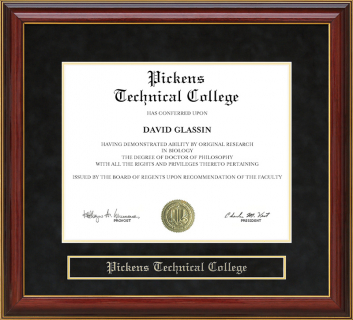 Pickens
Technical College
HAS CONFERRED UPON
DAVID GLASSIN
HAVING DEMONSTRATED ABILITY BY ORIGINAL RESEARCH
IN BIOLOGY
THE DEGREE OF DOCTOR OF PHILOSOPHY
WITH ALL THE RIGHTS AND PRIVILEGES THERETO PERTAINING
ISSUED BY THE BOARD OF REGENTS UPON RECOMMENDATION OF THE FACULTY
PROVOST
PRESIDENT
Pickens Technical College